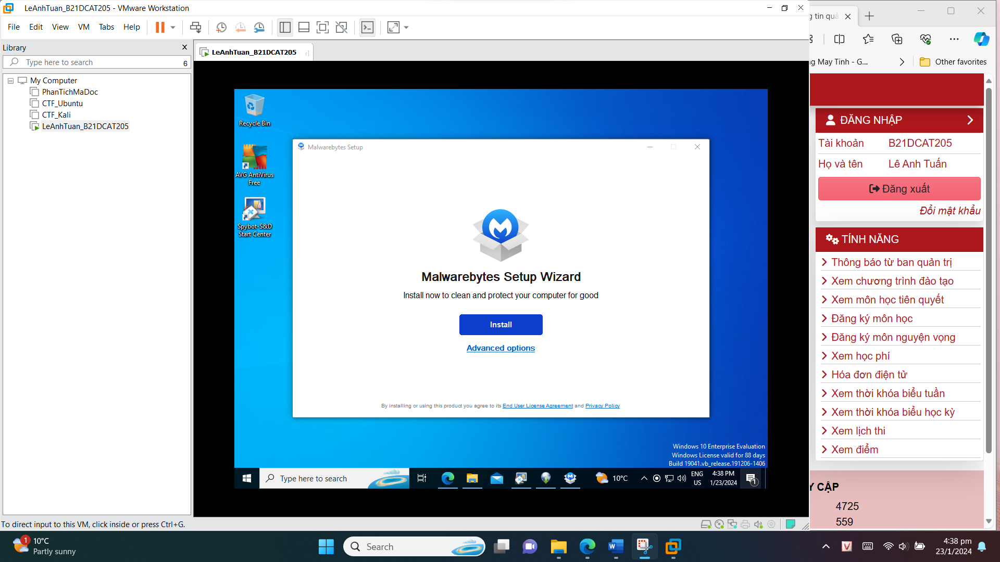 LeAnhTuan_B21DCAT205 - VMware Workstation
File Edit View VM Tabs Help
Library
Type here to search
6
My Computer
PhanTichMaDoc
CTF_Ubuntu
CTF_Kali
LeAnhTuan_B21DCAT205
LeAnhTuan_B21DCAT205
Recycle Bin
AVG AntiVirus
Free
Spybot-S&D
Start Center
Malwarebytes Setup
Malwarebytes Setup Wizard
Install now to clean and protect your computer for good
Install
Advanced options
By installing or using this product you agree to its End User License Agreement and Privacy Policy
Windows 10 Enterprise Evaluation
Windows License valid for 88 days
Build 19041.vb_release.191206-1406
Type here to search
10°C
ENG
US
4:38 PM
1/23/2024
1
To direct input to this VM, click inside or press Ctrl+G.
g tin quả
ng May Tinh - G...
Other favorites
ĐĂNG NHẬP
Tài khoản B21DCAT205
Họ và tên Lê Anh Tuấn
Đăng xuất
Đổi mật khẩu
TÍNH NĂNG
Thông báo từ ban quản trị
Xem chương trình đào tạo
Xem môn học tiên quyết
Đăng ký môn học
Đăng ký môn nguyện vọng
Xem học phí
Hóa đơn điện tử
Xem thời khóa biểu tuần
Xem thời khóa biểu học kỳ
Xem lịch thi
Xem điểm
Y CẬP
4725
559
1
10°C
Partly sunny
Search
4:38 pm
23/1/2024